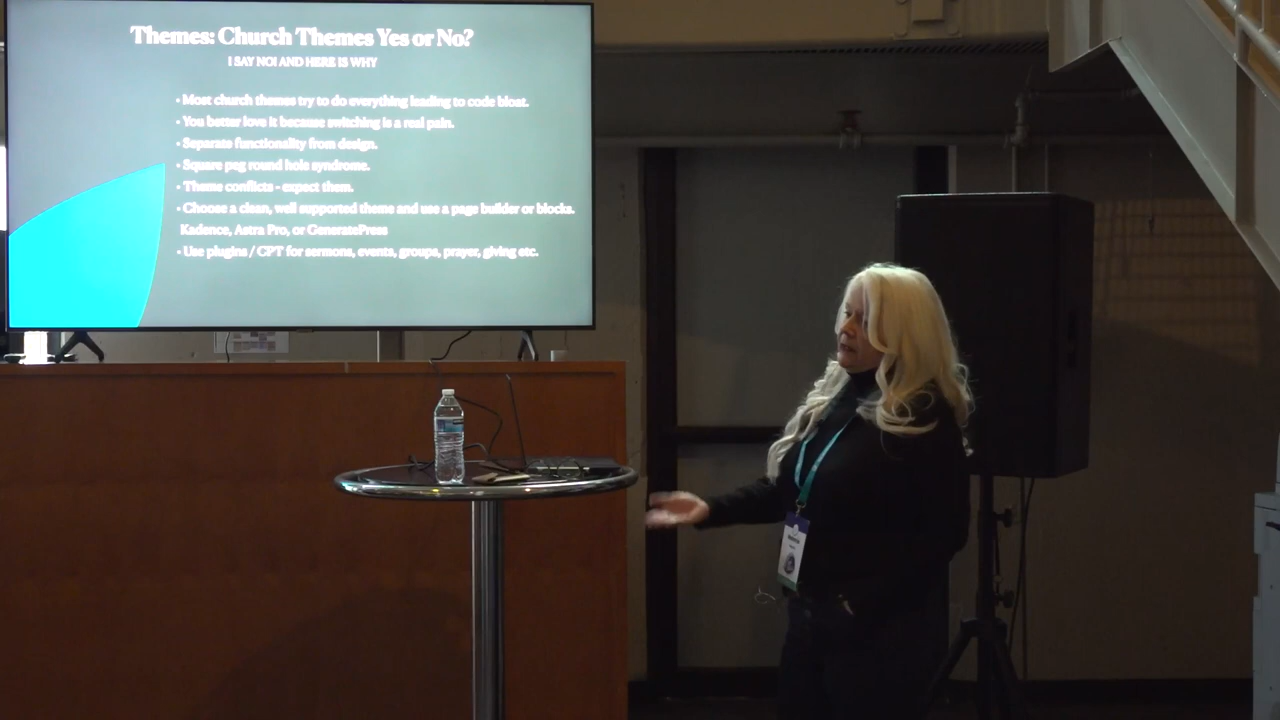 Themes: Church Themes Yes or No?
I SAY NO! AND HERE IS WHY
• Most church themes try to do everything leading to code bloat.
• You better love it because switching is a real pain.
• Separate functionality from design.
• Square peg round hole syndrome.
• Theme conflicts - expect them.
• Choose a clean, well supported theme and use a page builder or blocks.
Kadence, Astra Pro, or GeneratePress
• Use plugins / CPT for sermons, events, groups, prayer, giving etc.